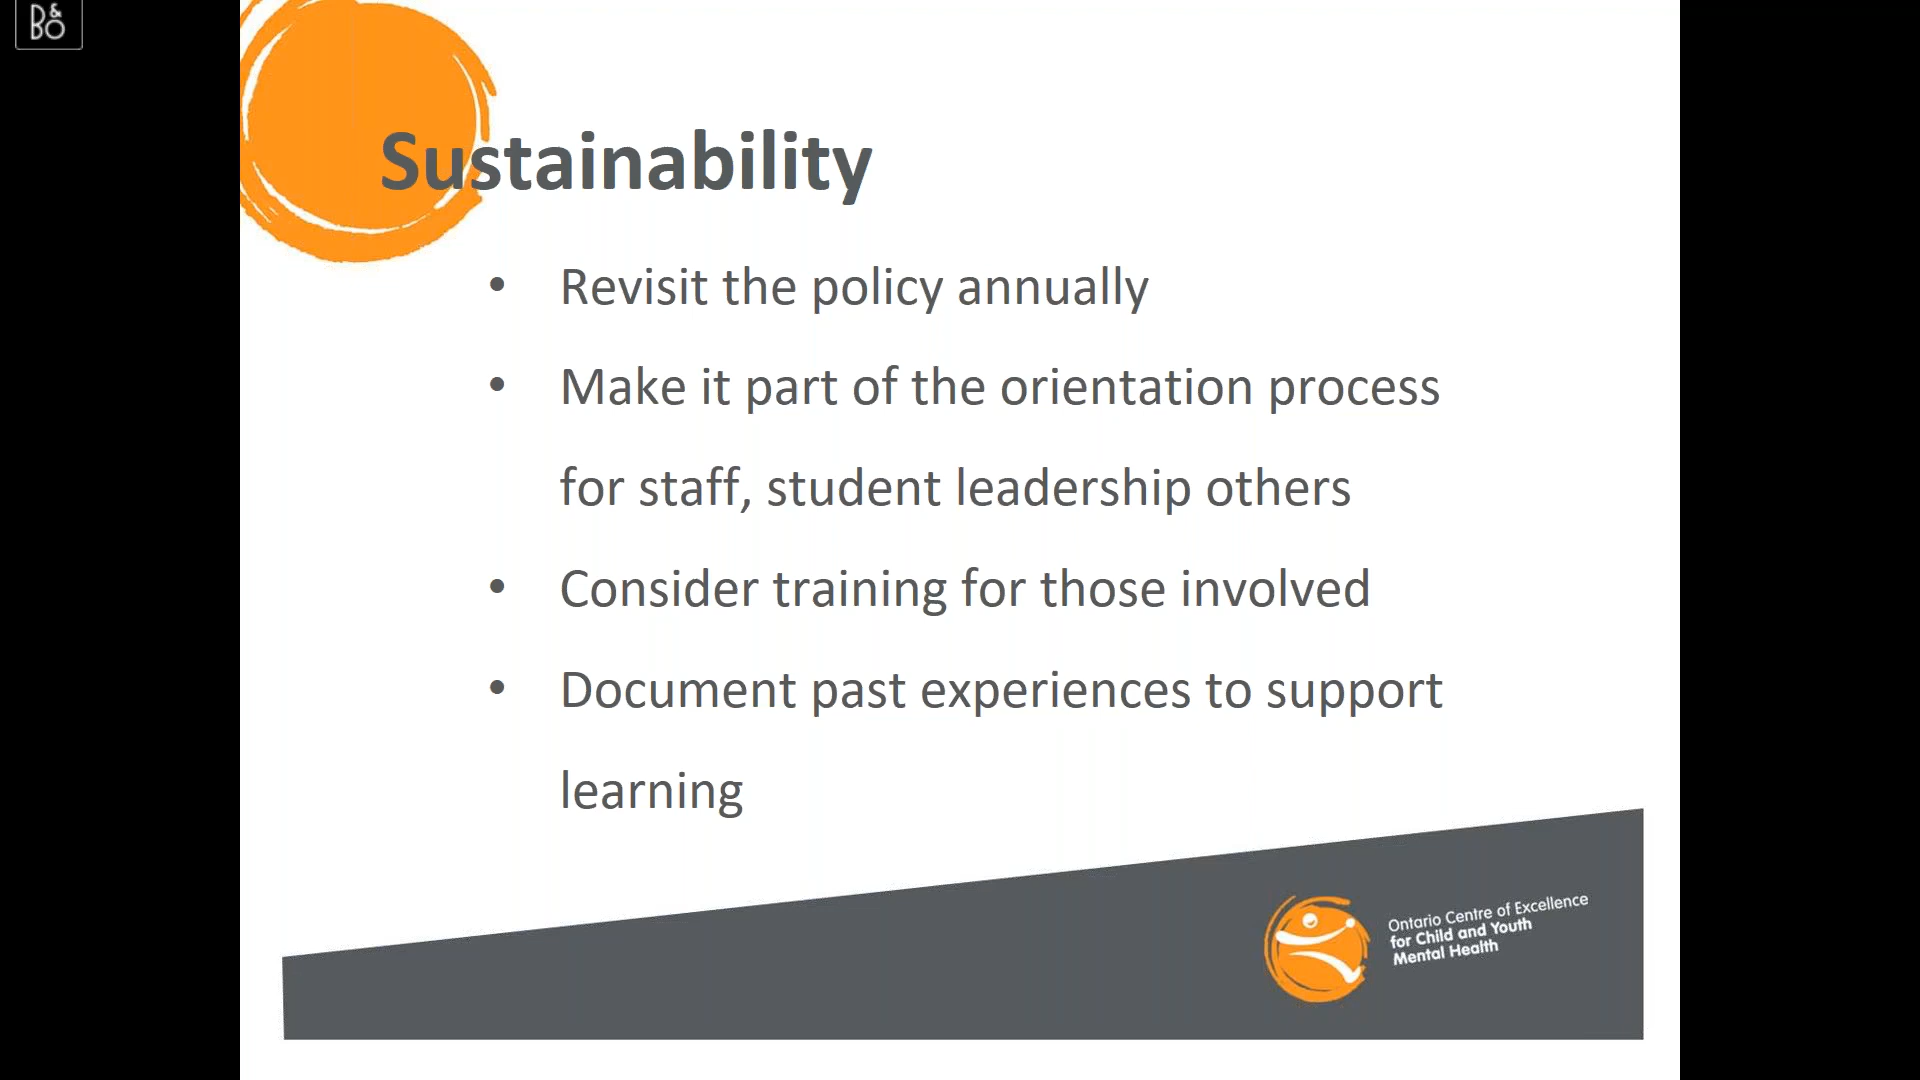 B&O
Sustainability
• Revisit the policy annually
• Make it part of the orientation process
for staff, student leadership others
• Consider training for those involved
• Document past experiences to support
learning
Ontario Centre of Excellence
for Child and Youth
Mental Health